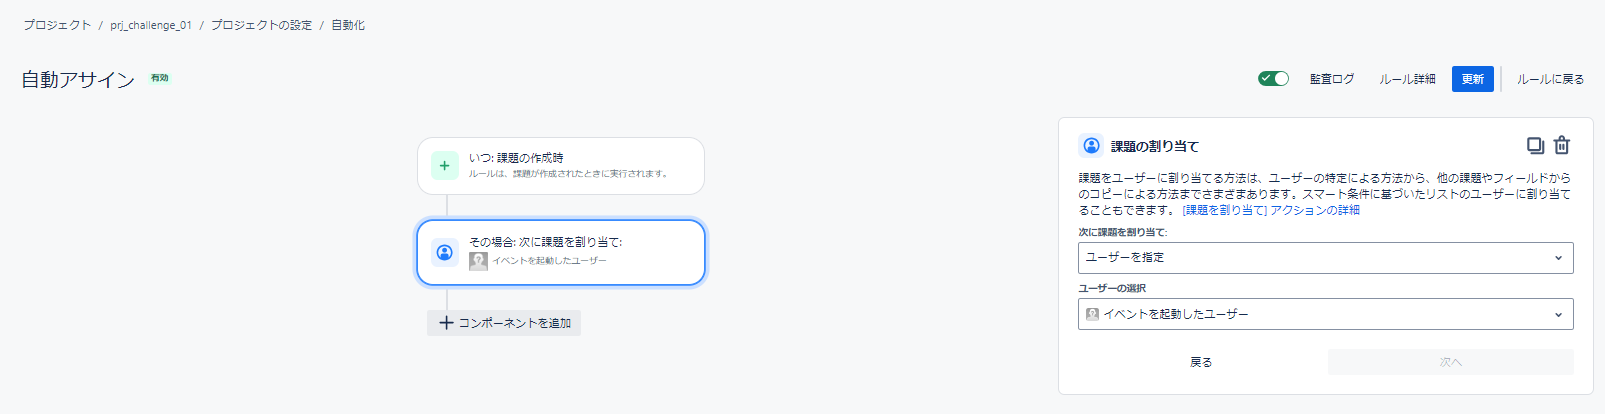 プロジェクト / prj_challenge_01 / プロジェクトの設定 / 自動化
自動アサイン 有効
監査ログ ルール詳細 更新 ルールに戻る
いつ: 課題の作成時
ルールは、課題が作成されたときに実行されます。
その場合: 次に課題を割り当て:
イベントを起動したユーザー
コンポーネントを追加
課題の割り当て
課題をユーザーに割り当てる方法は、ユーザーの特定による方法から、他の課題やフィールドから
のコピーによる方法までさまざまあります。スマート条件に基づいたリストのユーザーに割り当て
ることもできます。 [課題を割り当て] アクションの詳細
次に課題を割り当て:
ユーザーを指定
ユーザーの選択
イベントを起動したユーザー
戻る 次へ